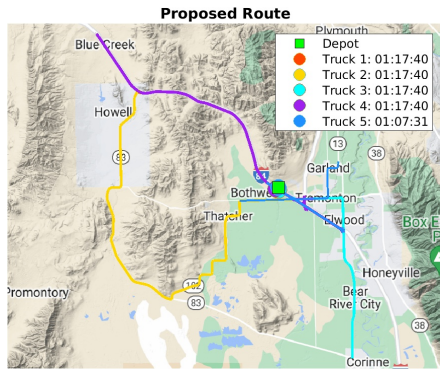 Proposed Route
Plymouth
Blue Creek
Depot
Truck 1: 01:17:40
Truck 2: 01:17:40
Truck 3: 01:17:40
Truck 4: 01:17:40
Truck 5: 01:07:31
Howell
13
38
83
Garland
Bothwe
Tremonton
Thatcher
Elwood
Box E
Honeyville
102
Promontory
83
Bear
River City
38
Corinne